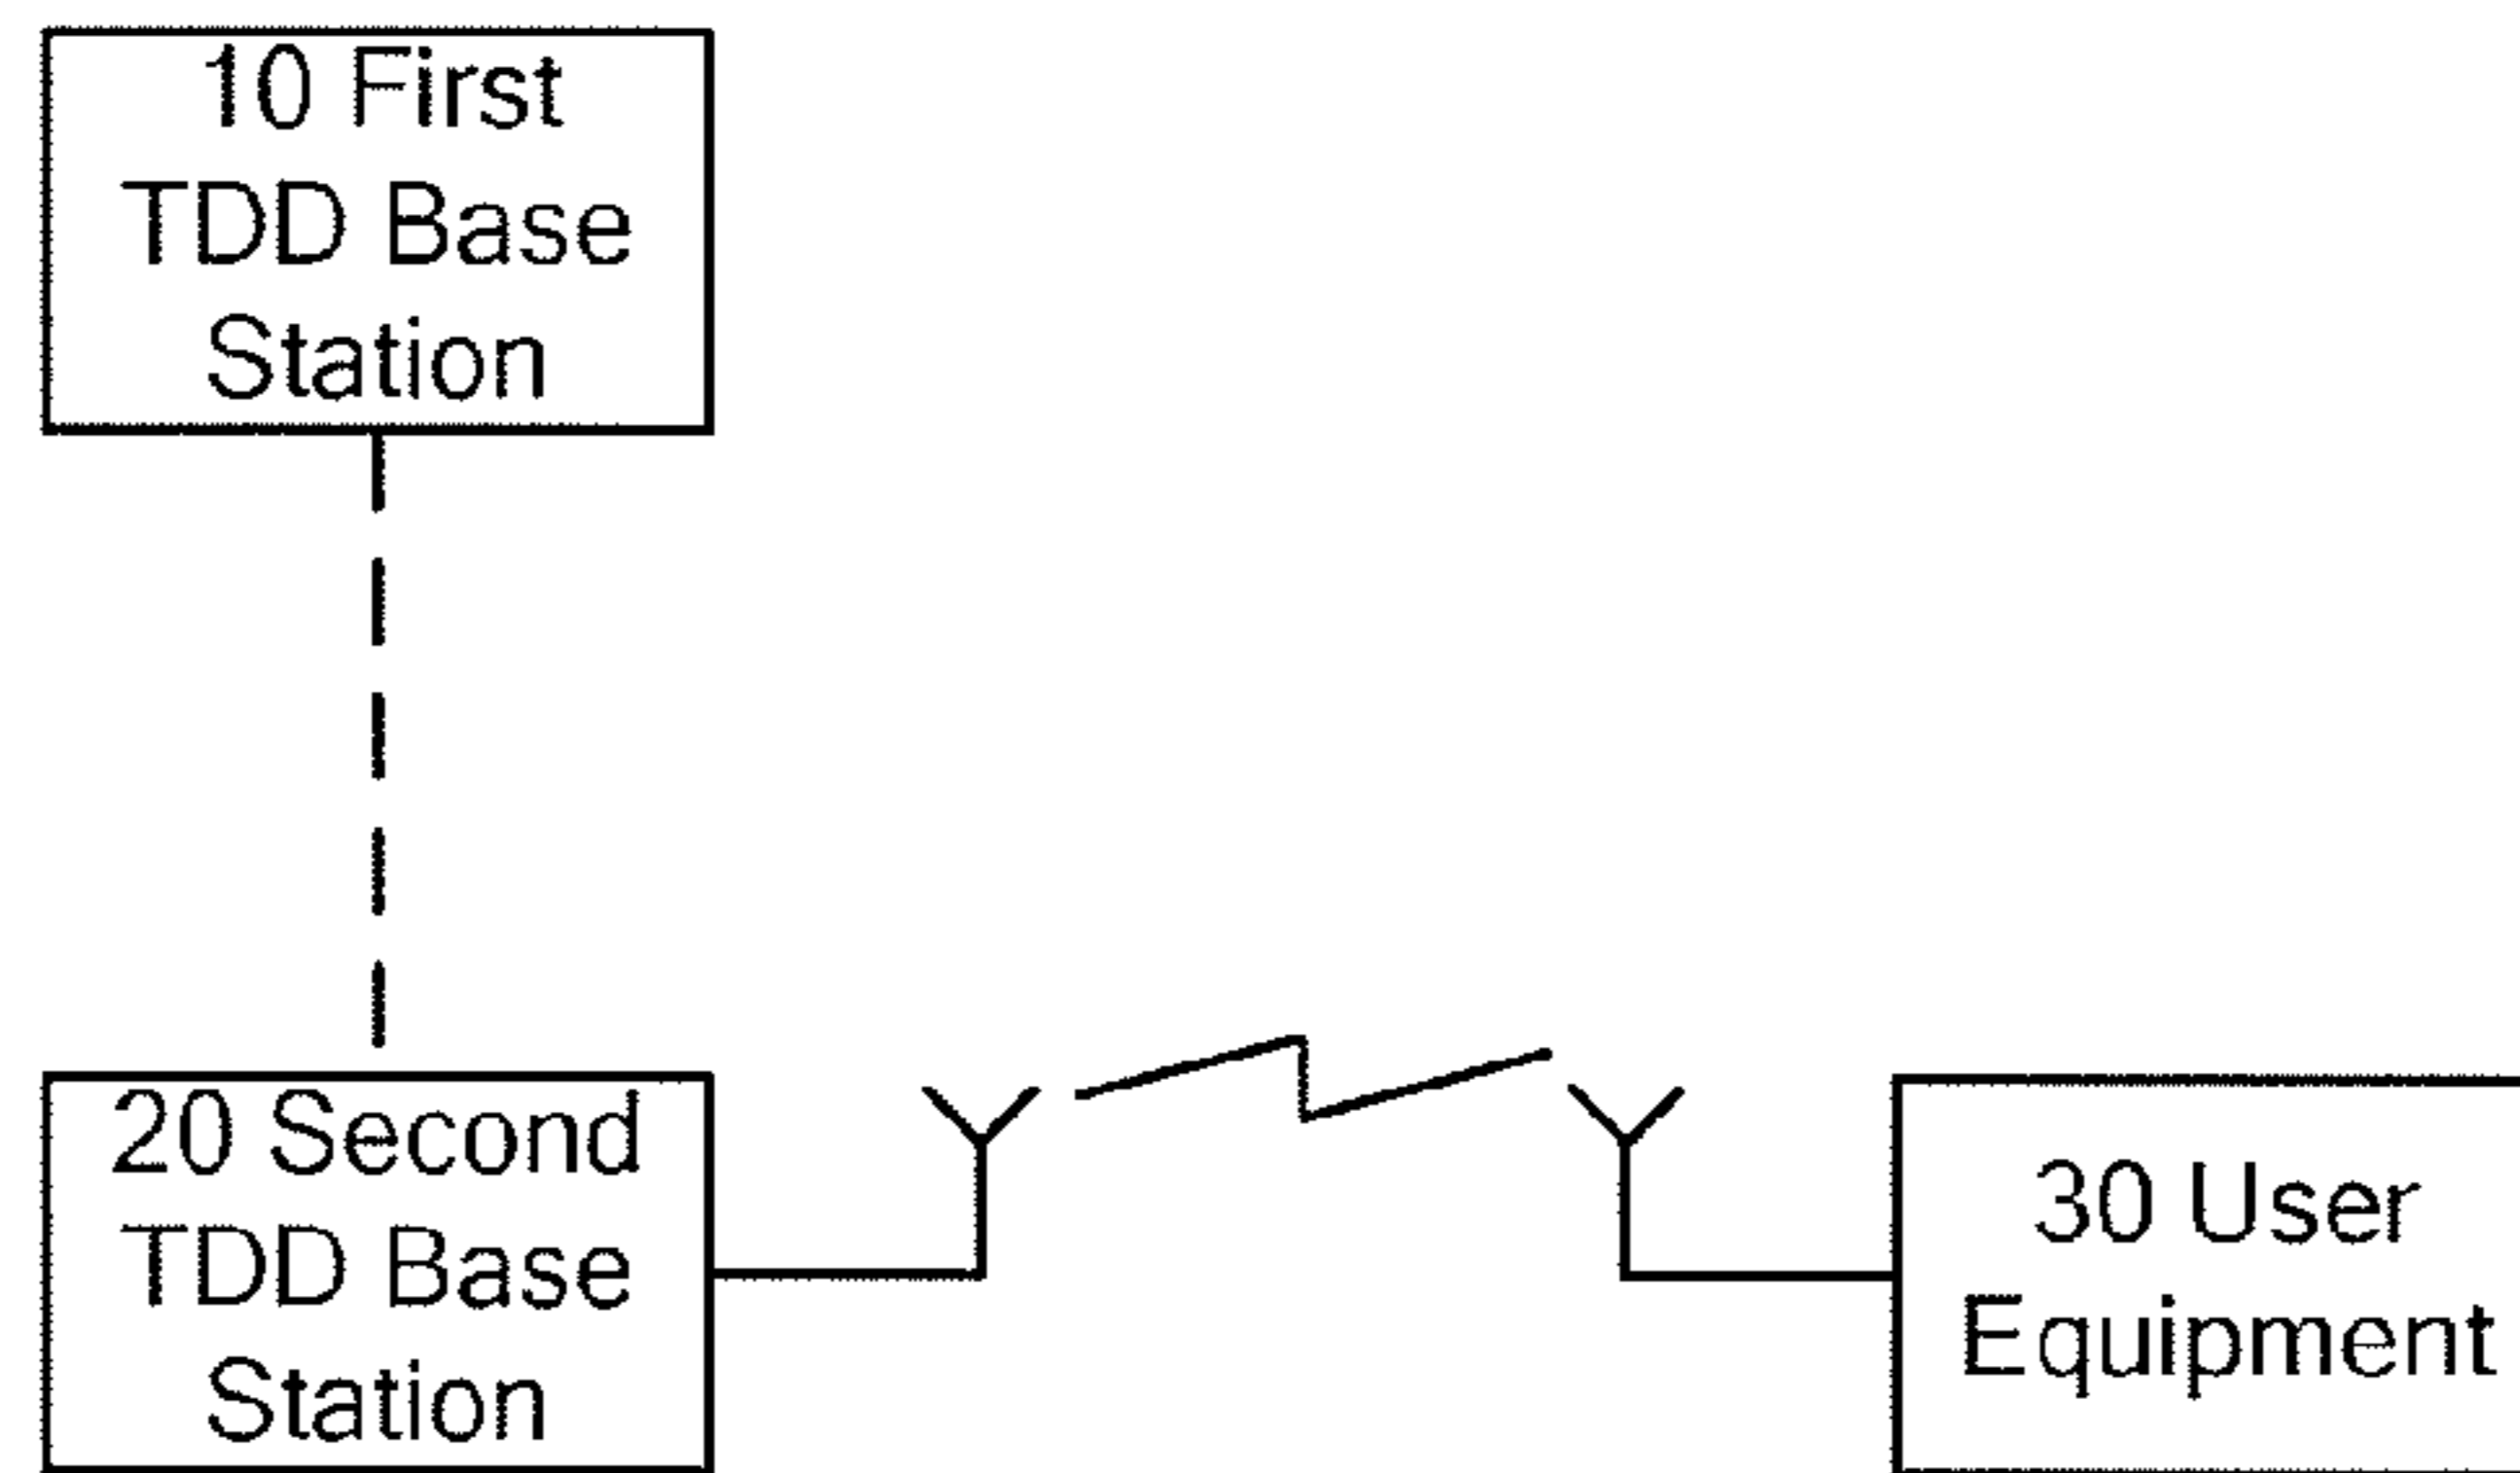 10 First
TDD Base
Station
20 Second
TDD Base
Station
30 User
Equipment